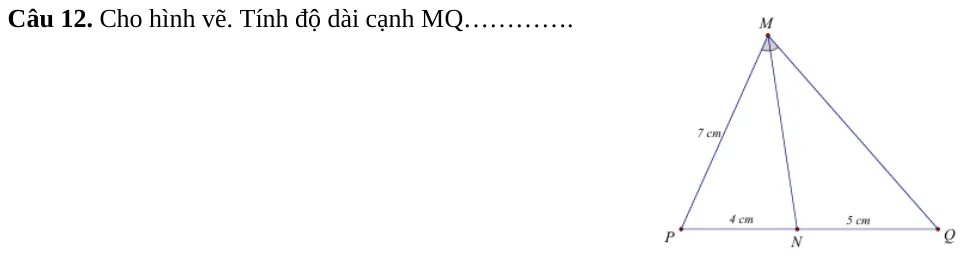 Câu 12. Cho hình vẽ. Tính độ dài cạnh MQ………….
M
7 cm
4 cm
5 cm
P
N
Q